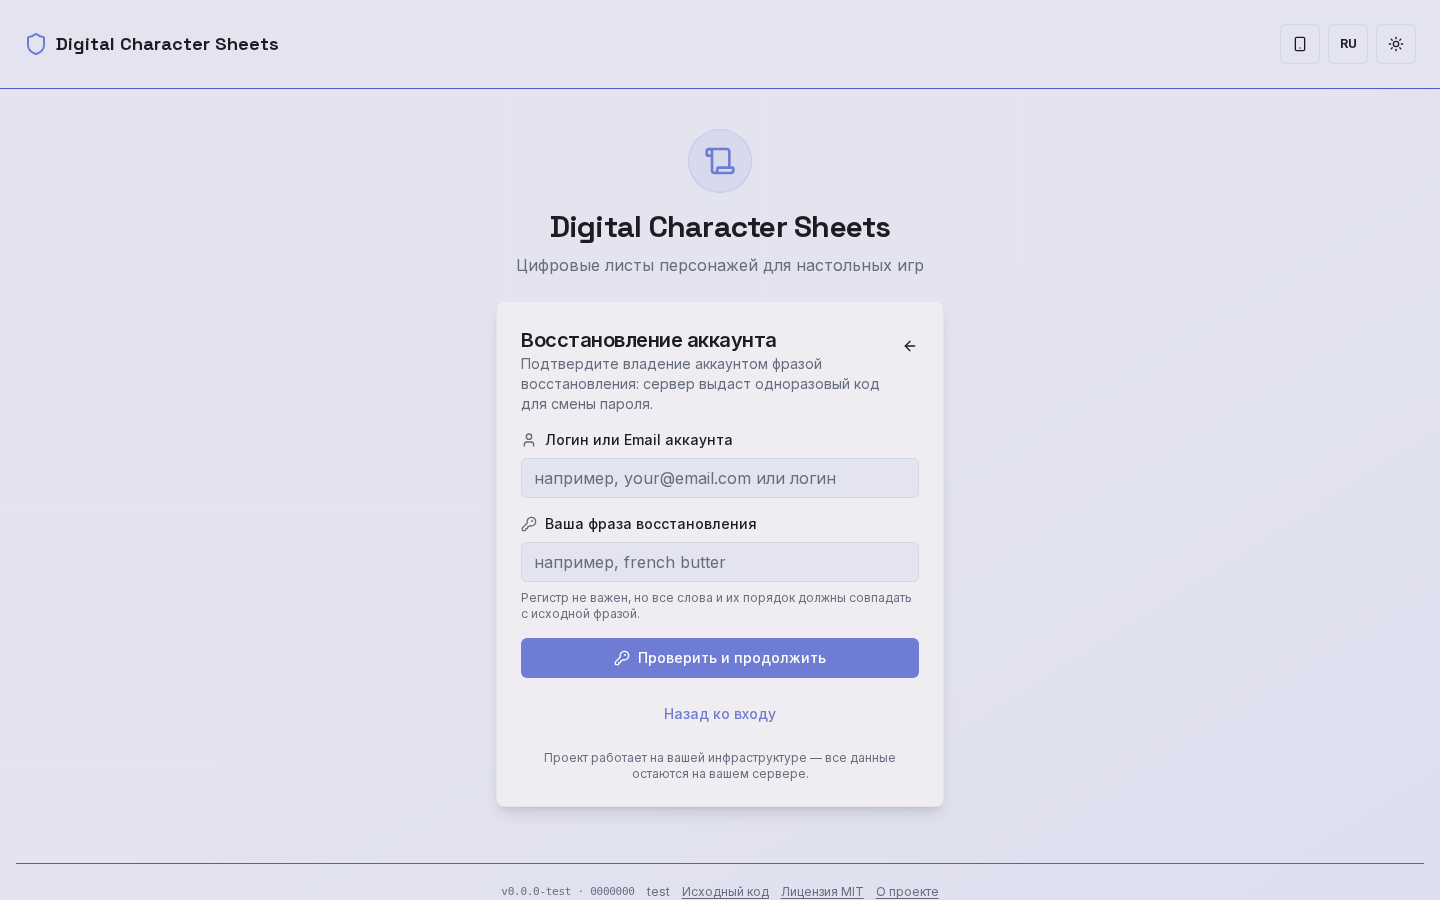 Digital Character Sheets
RU
Digital Character Sheets
Цифровые листы персонажей для настольных игр
Восстановление аккаунта
Подтвердите владение аккаунтом фразой
восстановления: сервер выдаст одноразовый код
для смены пароля.
Логин или Email аккаунта
например, your@email.com или логин
Ваша фраза восстановления
например, french butter
Регистр не важен, но все слова и их порядок должны совпадать
с исходной фразой.
Проверить и продолжить
Назад ко входу
Проект работает на вашей инфраструктуре — все данные
остаются на вашем сервере.
v0.0.0-test · 0000000 test Исходный код Лицензия MIT О проекте